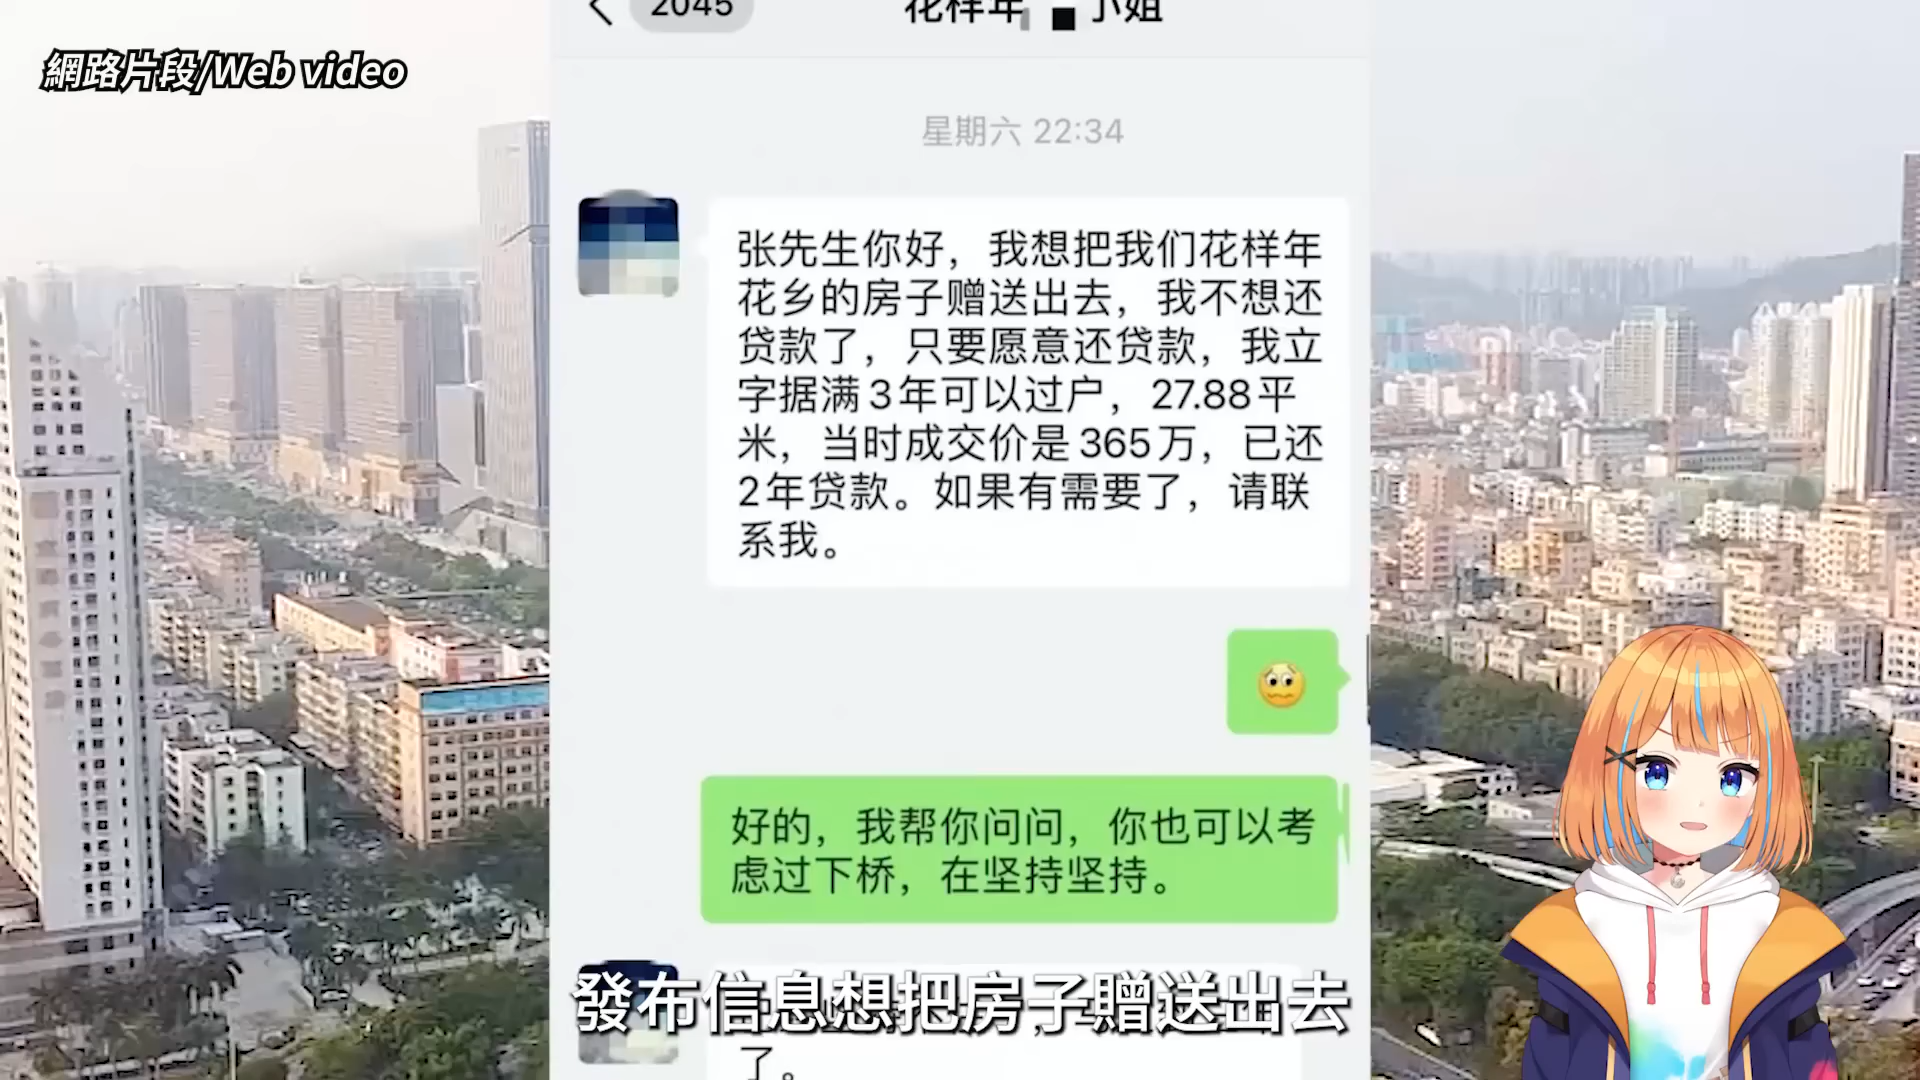 2045
花样年 小姐
網路片段/Web video
星期六 22:34
张先生你好，我想把我们花样年
花乡的房子赠送出去，我不想还
贷款了，只要愿意还贷款，我立
字据满3年可以过户，27.88平
米，当时成交价是365万，已还
2年贷款。如果有需要了，请联
系我。
好的，我帮你问问，你也可以考
虑过下桥，在坚持坚持。
發布信息想把房子贈送出去
了。